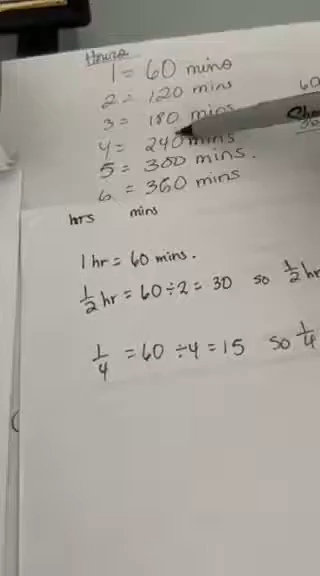 Hours
1 = 60 mins
2 = 120 mins
3 = 180 mins
4 = 240 mins
5 = 300 mins.
6 = 360 mins
hrs mins
1 hr = 60 mins.
1/2 hr = 60 ÷ 2 = 30 so 1/2 hr
1/4 = 60 ÷ 4 = 15 so 1/4